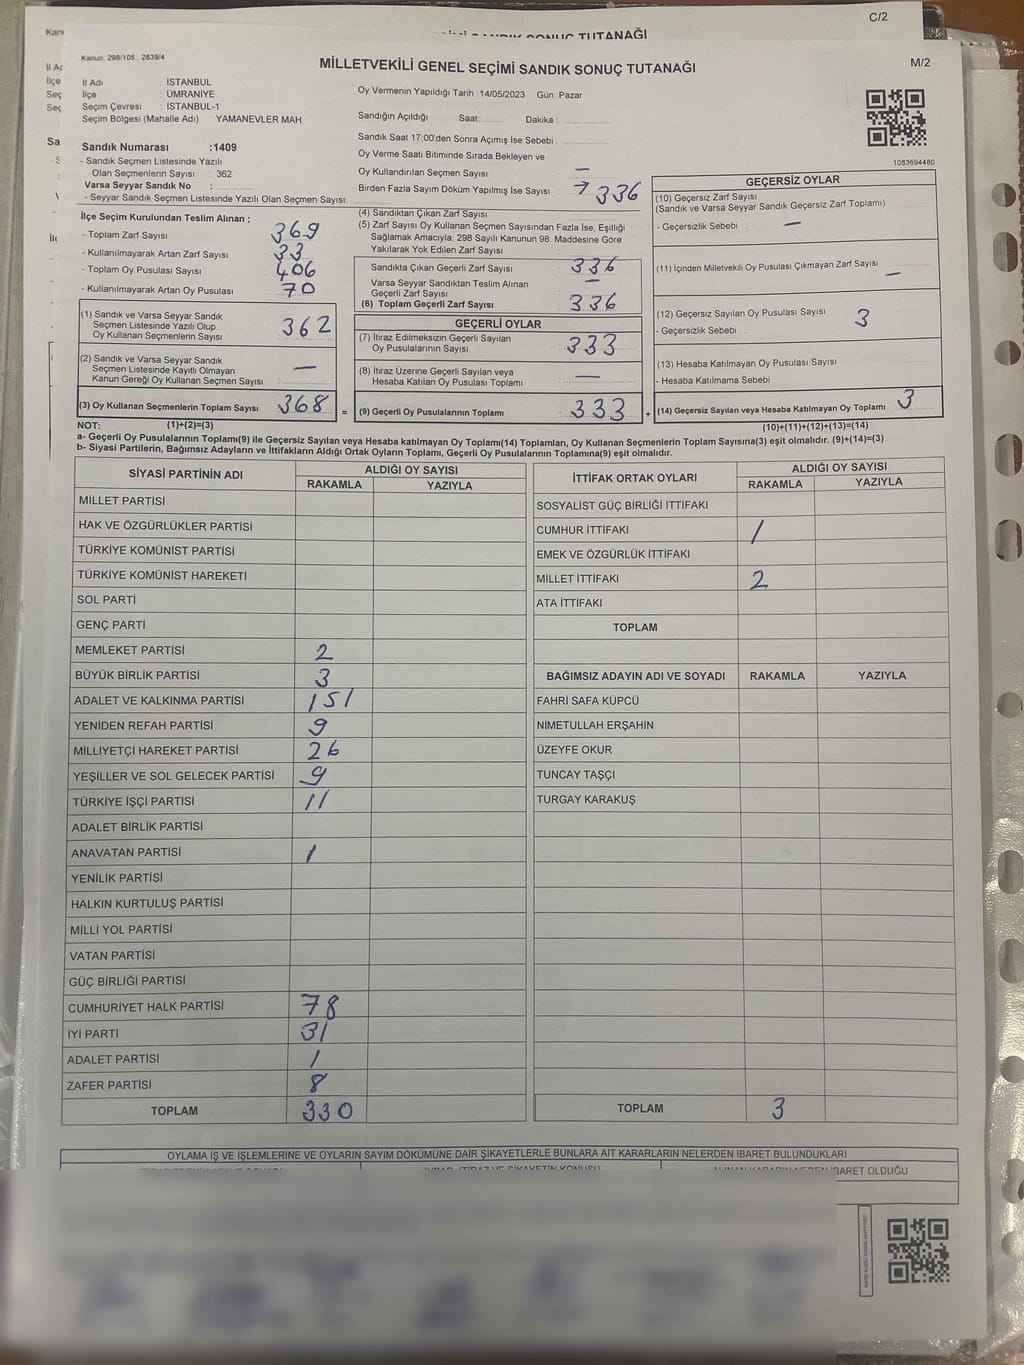 C/2
SANDIK SONUÇ TUTANAĞI
Kanun: 298/105, 2839/4
MİLLETVEKİLİ GENEL SEÇİMİ SANDIK SONUÇ TUTANAĞI
M/2
İl Adı : İSTANBUL
İlçe : ÜMRANİYE
Seçim Çevresi : İSTANBUL-1
Seçim Bölgesi (Mahalle Adı) : YAMANEVLER MAH.
Sandık Numarası :1409
- Sandık Seçmen Listesinde Yazılı
Olan Seçmenlerin Sayısı : 362
Varsa Seyyar Sandık No :
- Seyyar Sandık Seçmen Listesinde Yazılı Olan Seçmen Sayısı:
Oy Vermenin Yapıldığı Tarih : 14/05/2023 Gün: Pazar
Sandığın Açıldığı Saat: Dakika :
Sandık Saat 17:00'den Sonra Açımış İse Sebebi :
Oy Verme Saati Bitiminde Sırada Bekleyen ve
Oy Kullandırılan Seçmen Sayısı —
Birden Fazla Sayım Döküm Yapılmış İse Sayısı → 336
1083694480
İlçe Seçim Kurulundan Teslim Alınan ;
- Toplam Zarf Sayısı 369
- Kullanılmayarak Artan Zarf Sayısı 33
- Toplam Oy Pusulası Sayısı 406
- Kullanılmayarak Artan Oy Pusulası 70
(1) Sandık ve Varsa Seyyar Sandık
Seçmen Listesinde Yazılı Olup
Oy Kullanan Seçmenlerin Sayısı 362
(2) Sandık ve Varsa Seyyar Sandık
Seçmen Listesinde Kayıtlı Olmayan
Kanun Gereği Oy Kullanan Seçmen Sayısı —
(3) Oy Kullanan Seçmenlerin Toplam Sayısı 368 =
(4) Sandıktan Çıkan Zarf Sayısı
(5) Zarf Sayısı Oy Kullanan Seçmen Sayısından Fazla İse, Eşitliği
Sağlamak Amacıyla; 298 Sayılı Kanunun 98 Maddesine Göre
Yakılarak Yok Edilen Zarf Sayısı
Sandıkta Çıkan Geçerli Zarf Sayısı 336
Varsa Seyyar Sandıktan Teslim Alınan
Geçerli Zarf Sayısı —
(6) Toplam Geçerli Zarf Sayısı 336
GEÇERLİ OYLAR
(7) İtiraz Edilmeksizin Geçerli Sayılan
Oy Pusulalarının Sayısı 333
(8) İtiraz Üzerine Geçerli Sayılan veya
Hesaba Katılan Oy Pusulası Toplamı —
(9) Geçerli Oy Pusulalarının Toplamı 333 +
GEÇERSİZ OYLAR
(10) Geçersiz Zarf Sayısı
(Sandık ve Varsa Seyyar Sandık Geçersiz Zarf Toplamı)
- Geçersizlik Sebebi —
(11) İçinden Milletvekili Oy Pusulası Çıkmayan Zarf Sayısı —
(12) Geçersiz Sayılan Oy Pusulası Sayısı 3
- Geçersizlik Sebebi
(13) Hesaba Katılmayan Oy Pusulası Sayısı
- Hesaba Katılmama Sebebi
(14) Geçersiz Sayılan veya Hesaba Katılmayan Oy Toplamı 3
NOT: (1)+(2)=(3) (10)+(11)+(12)+(13)=(14)
a- Geçerli Oy Pusulalarının Toplamı(9) ile Geçersiz Sayılan veya Hesaba katılmayan Oy Toplamı(14) Toplamları, Oy Kullanan Seçmenlerin Toplam Sayısına(3) eşit olmalıdır. (9)+(14)=(3)
b- Siyasi Partilerin, Bağımsız Adayların ve İttifakların Aldığı Ortak Oyların Toplamı, Geçerli Oy Pusulalarının Toplamına(9) eşit olmalıdır.
SİYASİ PARTİNİN ADI ALDIĞI OY SAYISI
RAKAMLA YAZIYLA
MİLLET PARTİSİ
HAK VE ÖZGÜRLÜKLER PARTİSİ
TÜRKİYE KOMÜNİST PARTİSİ
TÜRKİYE KOMÜNİST HAREKETİ
SOL PARTİ
GENÇ PARTİ
MEMLEKET PARTİSİ 2
BÜYÜK BİRLİK PARTİSİ 3
ADALET VE KALKINMA PARTİSİ 151
YENİDEN REFAH PARTİSİ 9
MİLLİYETÇİ HAREKET PARTİSİ 26
YEŞİLLER VE SOL GELECEK PARTİSİ 9
TÜRKİYE İŞÇİ PARTİSİ 11
ADALET BİRLİK PARTİSİ
ANAVATAN PARTİSİ 1
YENİLİK PARTİSİ
HALKIN KURTULUŞ PARTİSİ
MİLLİ YOL PARTİSİ
VATAN PARTİSİ
GÜÇ BİRLİĞİ PARTİSİ
CUMHURİYET HALK PARTİSİ 78
İYİ PARTİ 31
ADALET PARTİSİ 1
ZAFER PARTİSİ 8
TOPLAM 330
İTTİFAK ORTAK OYLARI ALDIĞI OY SAYISI
RAKAMLA YAZIYLA
SOSYALİST GÜÇ BİRLİĞİ İTTİFAKI
CUMHUR İTTİFAKI 1
EMEK VE ÖZGÜRLÜK İTTİFAKI
MİLLET İTTİFAKI 2
ATA İTTİFAKI
TOPLAM
BAĞIMSIZ ADAYIN ADI VE SOYADI RAKAMLA YAZIYLA
FAHRİ SAFA KÜPCÜ
NİMETULLAH ERŞAHİN
ÜZEYFE OKUR
TUNCAY TAŞÇI
TURGAY KARAKUŞ
TOPLAM 3
OYLAMA İŞ VE İŞLEMLERİNE VE OYLARIN SAYIM DÖKÜMÜNE DAİR ŞİKAYETLERLE BUNLARA AİT KARARLARIN NELERDEN İBARET BULUNDUKLARI
İHBAR, İTİRAZ VE ŞİKAYETİN KONUSU ALINAN KARARIN NEDEN İBARET OLDUĞU